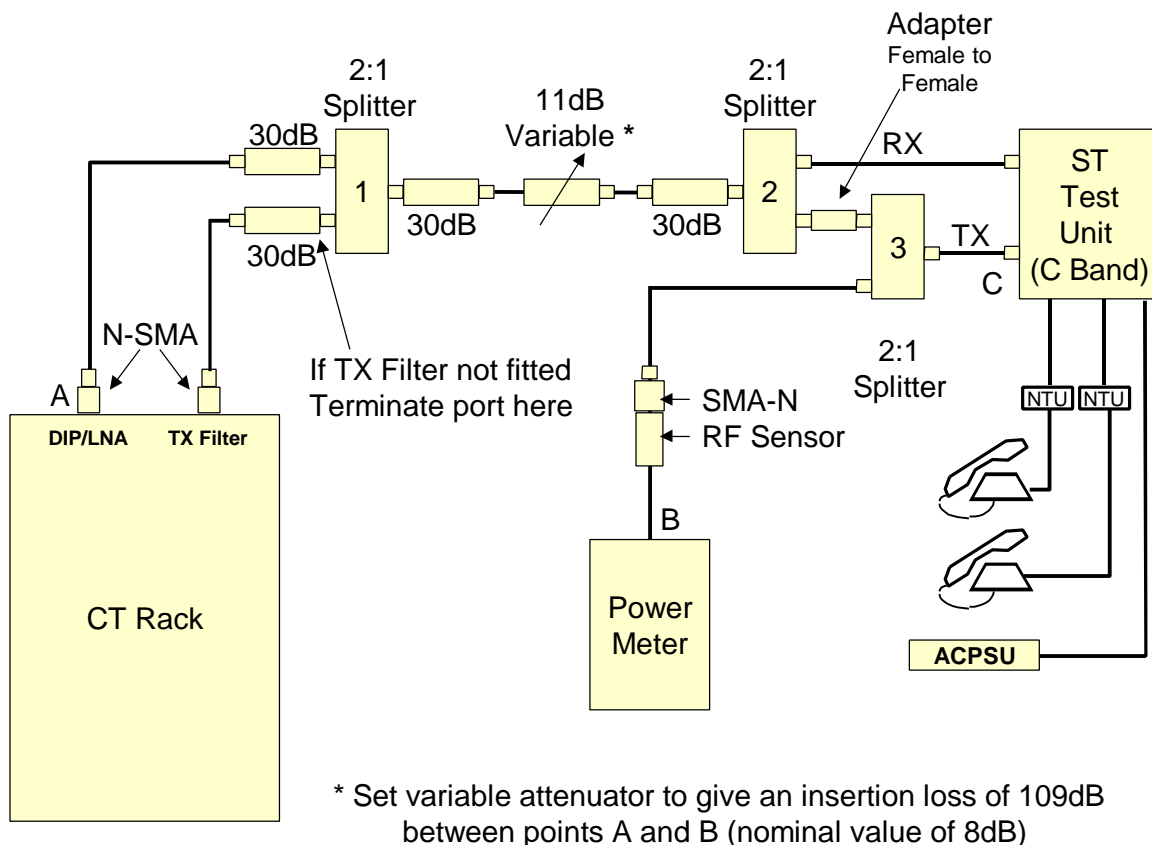 Adapter
Female to
Female
2:1
Splitter
11dB
Variable *
2:1
Splitter
30dB
RX
ST
Test
Unit
(C Band)
1
2
30dB
30dB
30dB
3
TX
C
N-SMA
If TX Filter not fitted
Terminate port here
2:1
Splitter
A
SMA-N
RF Sensor
NTU
NTU
DIP/LNA
TX Filter
B
CT Rack
Power
Meter
ACPSU
* Set variable attenuator to give an insertion loss of 109dB
between points A and B (nominal value of 8dB)